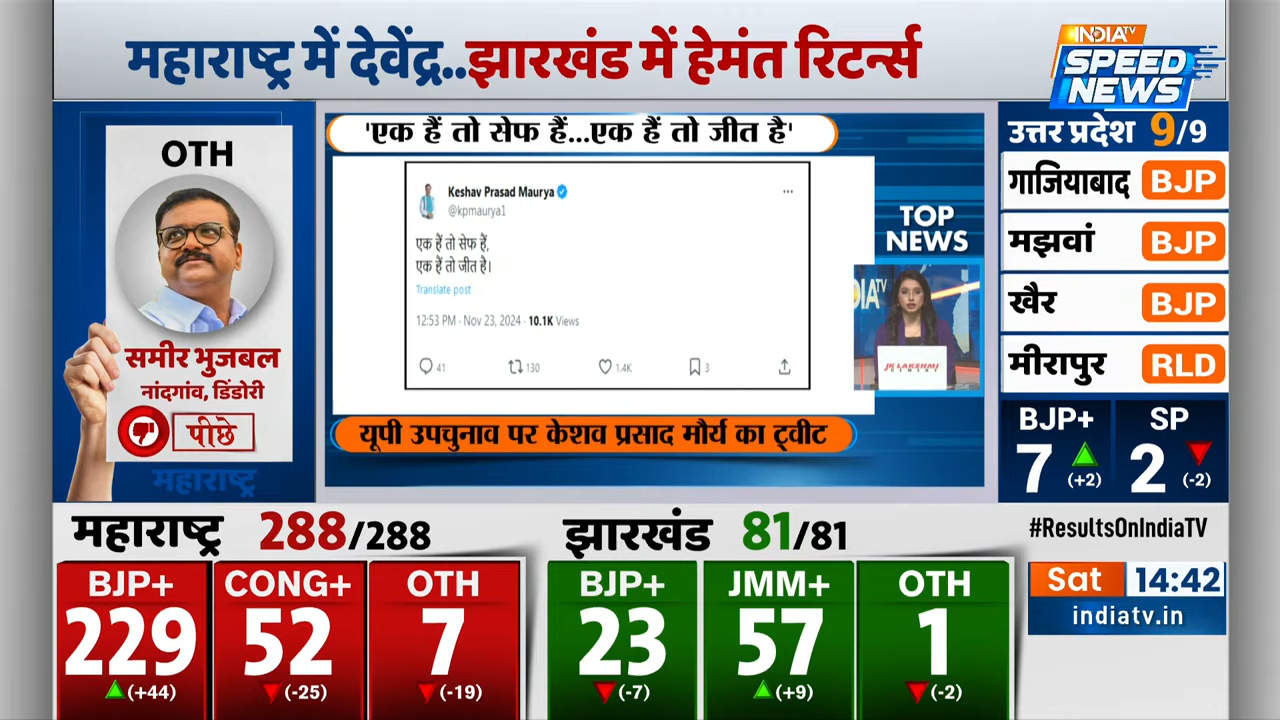 महाराष्ट्र में देवेंद्र..झारखंड में हेमंत रिटर्न्स
INDIA TV
SPEED
NEWS
OTH
समीर भुजबल
नांदगांव, डिंडोरी
पीछे
महाराष्ट्र
'एक हैं तो सेफ हैं...एक हैं तो जीत है'
Keshav Prasad Maurya
@kpmaurya1
एक हैं तो सेफ हैं,
एक हैं तो जीत है।
Translate post
12:53 PM · Nov 23, 2024 · 10.1K Views
41 130 1.4K 3
यूपी उपचुनाव पर केशव प्रसाद मौर्य का ट्वीट
TOP
NEWS
DIA TV
JK LAKSHMI
उत्तर प्रदेश 9/9
गाजियाबाद BJP
मझवां BJP
खैर BJP
मीरापुर RLD
BJP+ SP
7 (+2) 2 (-2)
#ResultsOnIndiaTV
Sat 14:42
indiatv.in
महाराष्ट्र 288/288
BJP+ CONG+ OTH
229 52 7
(+44) (-25) (-19)
झारखंड 81/81
BJP+ JMM+ OTH
23 57 1
(-7) (+9) (-2)